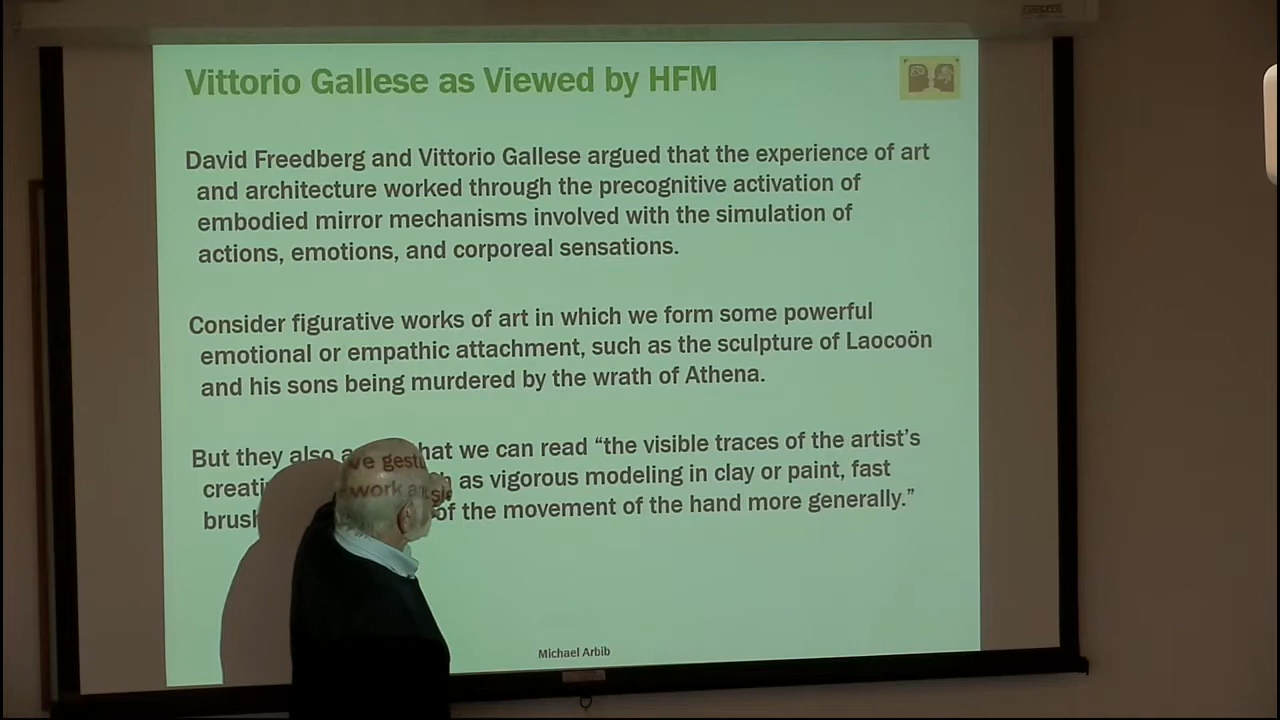 Vittorio Gallese as Viewed by HFM
David Freedberg and Vittorio Gallese argued that the experience of art
and architecture worked through the precognitive activation of
embodied mirror mechanisms involved with the simulation of
actions, emotions, and corporeal sensations.
Consider figurative works of art in which we form some powerful
emotional or empathic attachment, such as the sculpture of Laocoön
and his sons being murdered by the wrath of Athena.
But they also hat we can read “the visible traces of the artist’s
creati ve gest as vigorous modeling in clay or paint, fast
brush work of the movement of the hand more generally.”
Michael Arbib